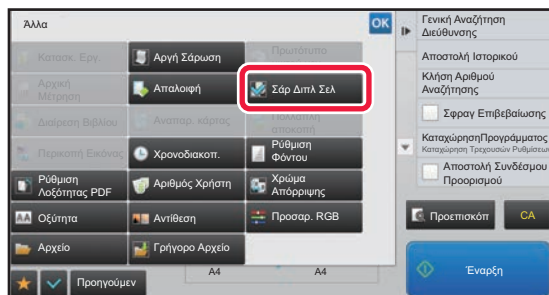 Άλλα
OK
Κατασκ. Εργ.
Αργή Σάρωση
Πρωτότυπο
Αρχική
Μέτρηση
Απαλοιφή
Σάρ Διπλ Σελ
Διαίρεση Βιβλίου
Αναπαρ. κάρτας
Πολλαπλή
αποκοπή
Περικοπή Εικόνας
Χρονοδιακοπ.
Ρύθμιση
Φόντου
Ρύθμιση
Λοξότητας PDF
Αριθμός Χρήστη
Χρώμα
Απόρριψης
Οξύτητα
Αντίθεση
Προσαρ. RGB
Αρχείο
Γρήγορο Αρχείο
Προηγούμεν
A4
A4
Γενική Αναζήτηση
Διεύθυνσης
Αποστολή Ιστορικού
Κλήση Αριθμού
Αναζήτησης
Σφραγ Επιβεβαίωσης
ΚαταχώρησηΠρογράμματος
Καταχώρηση Τρεχουσών Ρυθμίσεων
Αποστολή Συνδέσμου
Προορισμού
Προεπισκόπ
CA
Έναρξη